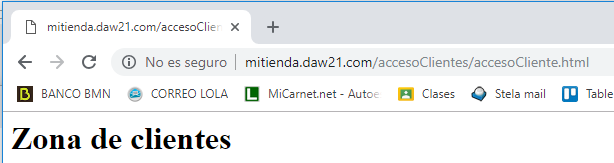 mitienda.daw21.com/accesoClien
No es seguro | mitienda.daw21.com/accesoClientes/accesoCliente.html
BANCO BMN CORREO LOLA MiCarnet.net - Autoe Clases Stela mail Table
Zona de clientes